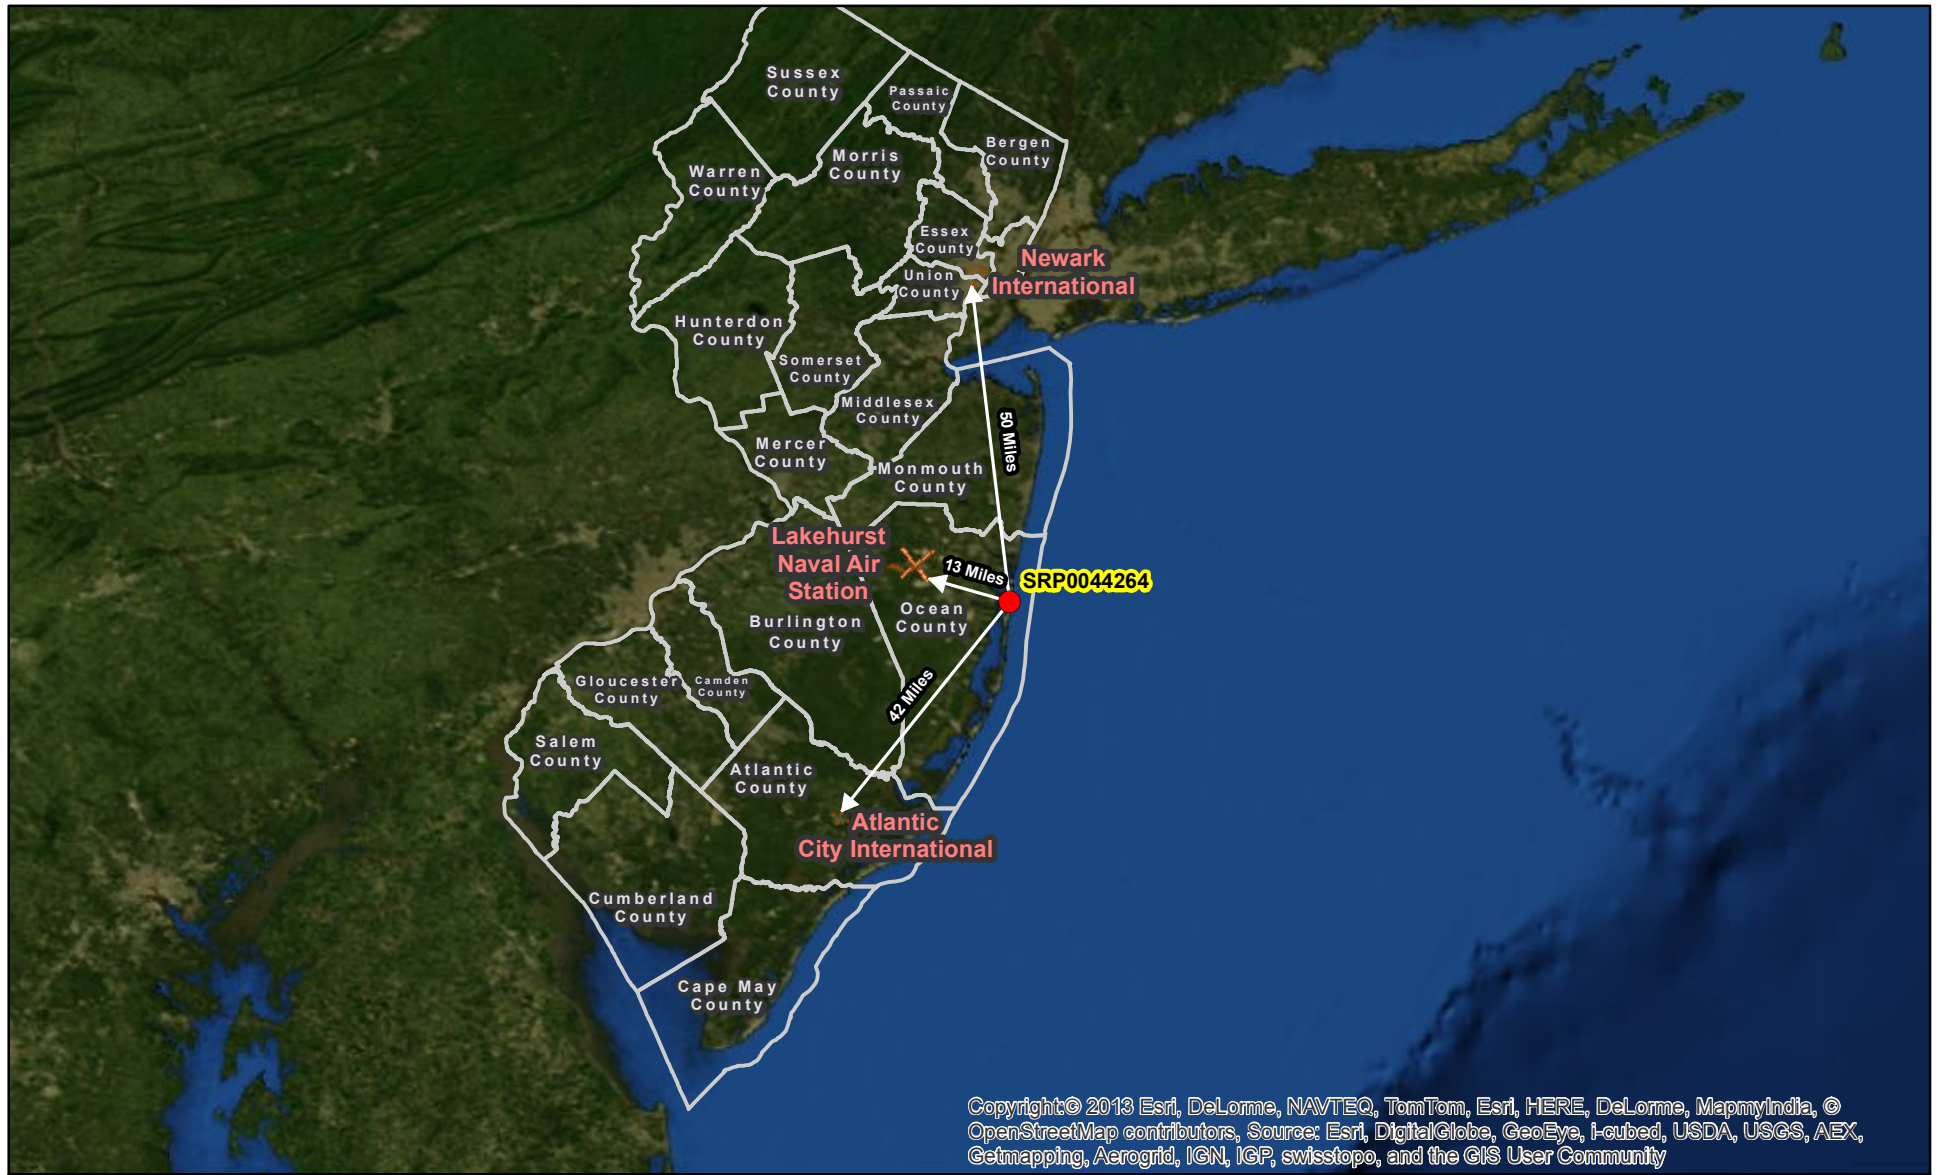 Sussex
County
Passaic
County
Bergen
County
Morris
County
Warren
County
Essex
County
Newark
International
Union
County
Hunterdon
County
Somerset
County
Middlesex
County
50 Miles
Mercer
County
Monmouth
County
Lakehurst
Naval Air
Station
13 Miles
SRP0044264
Ocean
County
Burlington
County
Gloucester
County
Camden
County
42 Miles
Salem
County
Atlantic
County
Atlantic
City International
Cumberland
County
Cape May
County
Copyright:© 2013 Esri, DeLorme, NAVTEQ, TomTom, Esri, HERE, DeLorme, MapmyIndia, ©
OpenStreetMap contributors, Source: Esri, DigitalGlobe, GeoEye, i-cubed, USDA, USGS, AEX,
Getmapping, Aerogrid, IGN, IGP, swisstopo, and the GIS User Community